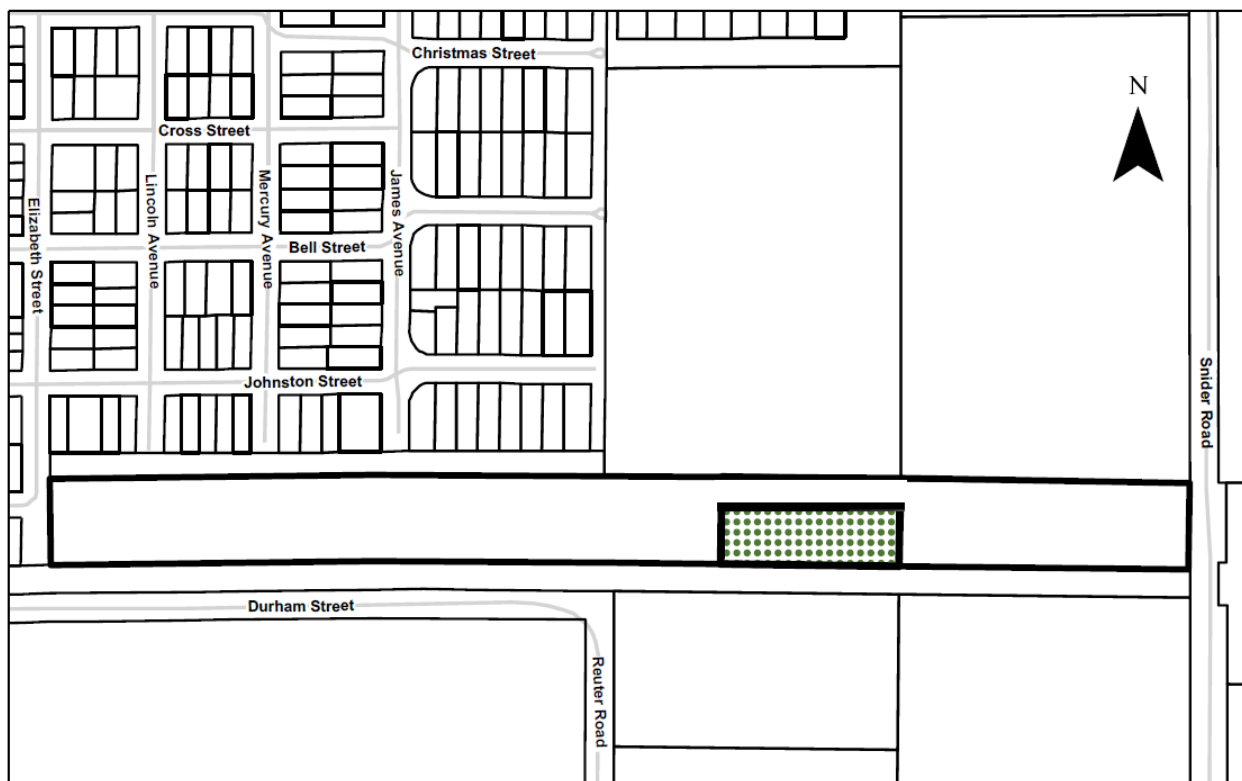 Christmas Street
N
Cross Street
Elizabeth Street
Lincoln Avenue
Mercury Avenue
James Avenue
Bell Street
Johnston Street
Snider Road
Durham Street
Reuter Road